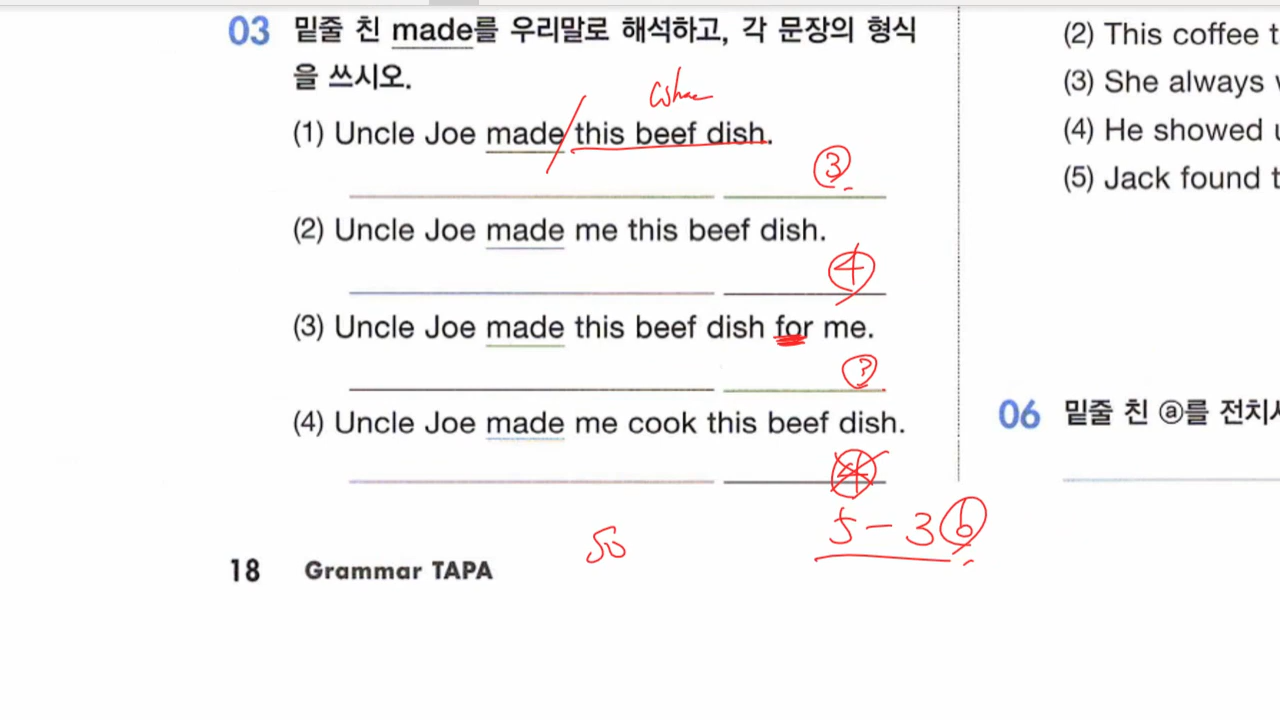 03 밑줄 친 made를 우리말로 해석하고, 각 문장의 형식
을 쓰시오.
(1) Uncle Joe made this beef dish.
③
(2) Uncle Joe made me this beef dish.
④
(3) Uncle Joe made this beef dish for me.
(4) Uncle Joe made me cook this beef dish.
5 - 3 ⓑ
18 Grammar TAPA
(2) This coffee t
(3) She always
(4) He showed
(5) Jack found t
06 밑줄 친 ⓐ를 전치